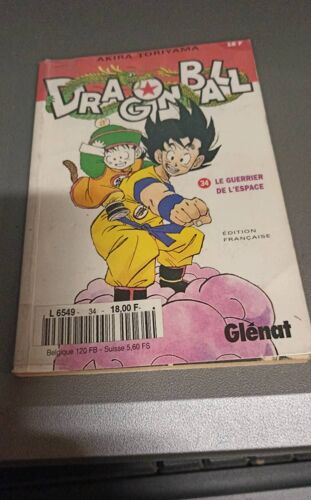 18 F
AKIRA TORIYAMA
DRAGON BALL
34 LE GUERRIER
DE L'ESPACE
ÉDITION
FRANÇAISE
L 6549 - 34 - 18,00 F.
Belgique 120 FB - Suisse 5,60 FS
Glénat